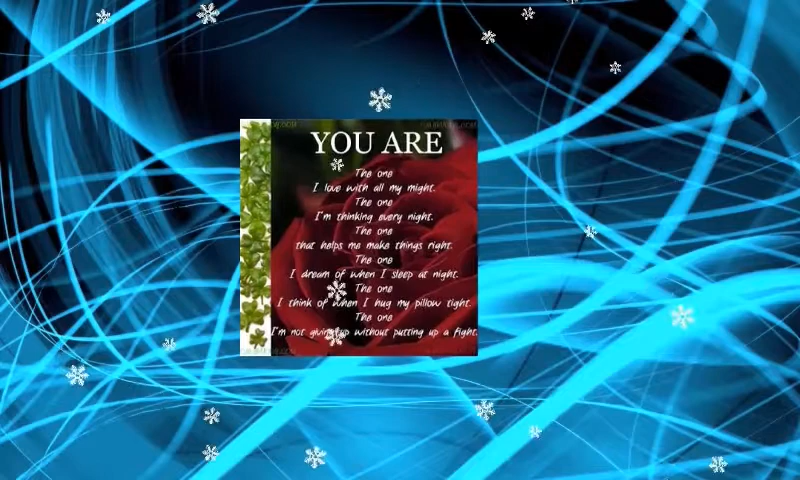 YOU ARE
The one
I love with all my might.
The one
I'm thinking every night.
The one
that helps me make things right.
The one
I dream of when I sleep at night.
The one
I think of when I hug my pillow tight.
The one
I'm not giving up without putting up a fight.